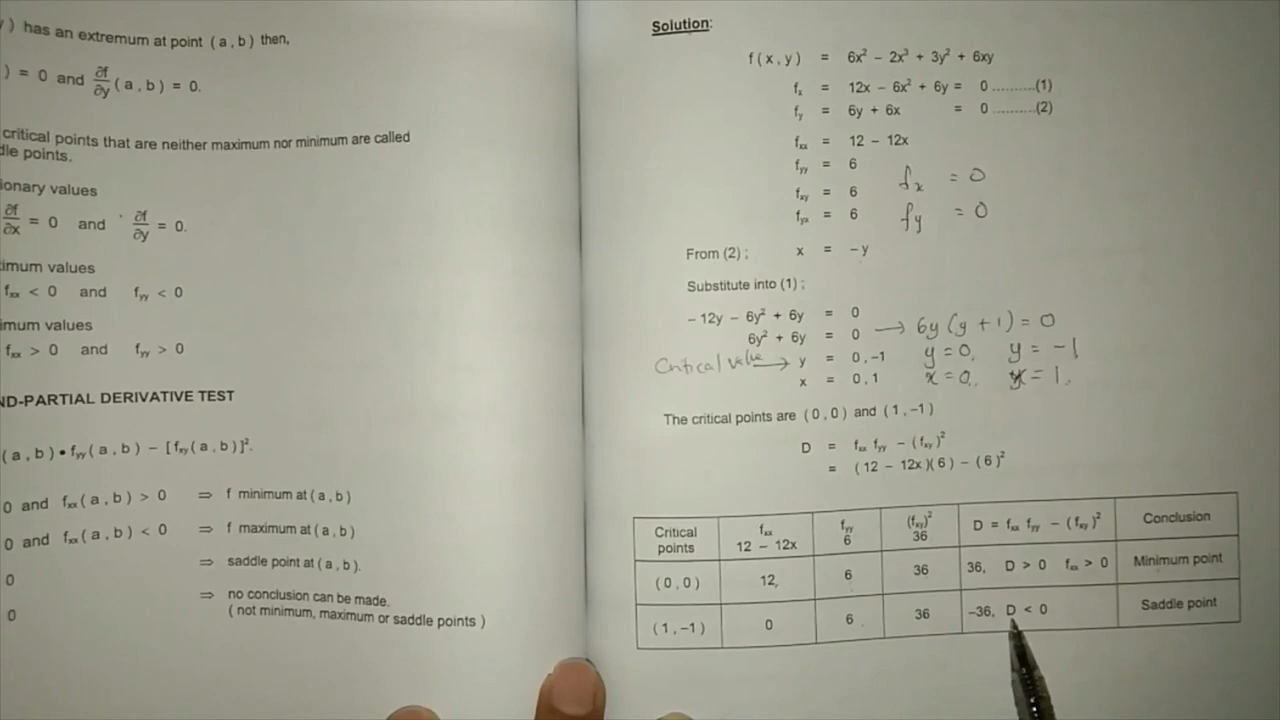 ) has an extremum at point ( a , b ) then,
) = 0 and ∂f/∂y ( a , b ) = 0.
critical points that are neither maximum nor minimum are called
dle points.
ionary values
∂f/∂x = 0 and ∂f/∂y = 0.
imum values
fxx < 0 and fyy < 0
imum values
fxx > 0 and fyy > 0
ND-PARTIAL DERIVATIVE TEST
( a , b ) • fyy ( a , b ) − [ fxy ( a , b ) ]².
0 and fxx ( a , b ) > 0 ⇒ f minimum at ( a , b )
0 and fxx ( a , b ) < 0 ⇒ f maximum at ( a , b )
0 ⇒ saddle point at ( a , b ).
0 ⇒ no conclusion can be made.
( not minimum, maximum or saddle points )
Solution:
f ( x , y ) = 6x² − 2x³ + 3y² + 6xy
fx = 12x − 6x² + 6y = 0 ..........(1)
fy = 6y + 6x = 0 ..........(2)
fxx = 12 − 12x
fyy = 6
fxy = 6 fx = 0
fyx = 6 fy = 0
From (2) ; x = − y
Substitute into (1) ;
− 12y − 6y² + 6y = 0
6y² + 6y = 0 → 6y (y + 1) = 0
Critical value → y = 0 , −1 y = 0, y = −1
x = 0 , 1 x = 0, x = 1,
The critical points are ( 0 , 0 ) and ( 1 , −1 )
D = fxx fyy − ( fxy )²
= ( 12 − 12x )( 6 ) − ( 6 )²
Critical points fxx 12 − 12x fyy 6 (fxy)² 36 D = fxx fyy − ( fxy )² Conclusion
( 0 , 0 ) 12, 6 36 36, D > 0 fxx > 0 Minimum point
( 1 , −1 ) 0 6 36 −36, D < 0 Saddle point